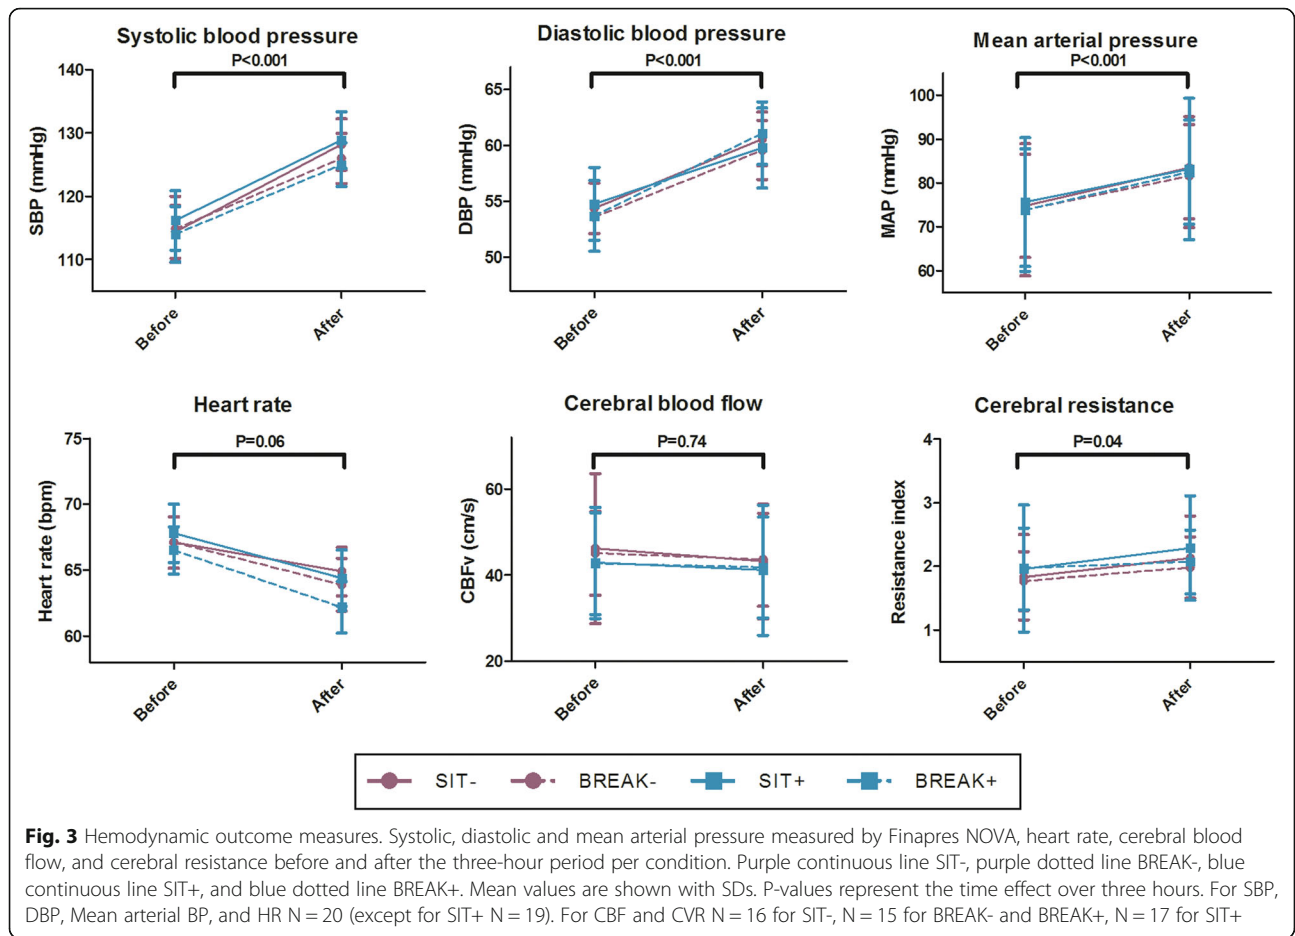 Systolic blood pressure
P<0.001
140
130
120
110
SBP (mmHg)
Before
After
Diastolic blood pressure
P<0.001
65
60
55
50
DBP (mmHg)
Before
After
Mean arterial pressure
P<0.001
100
90
80
70
60
MAP (mmHg)
Before
After
Heart rate
P=0.06
75
70
65
60
Heart rate (bpm)
Before
After
Cerebral blood flow
P=0.74
60
40
20
CBFv (cm/s)
Before
After
Cerebral resistance
P=0.04
4
3
2
1
Resistance index
Before
After
SIT- BREAK- SIT+ BREAK+
Fig. 3 Hemodynamic outcome measures. Systolic, diastolic and mean arterial pressure measured by Finapres NOVA, heart rate, cerebral blood
flow, and cerebral resistance before and after the three-hour period per condition. Purple continuous line SIT-, purple dotted line BREAK-, blue
continuous line SIT+, and blue dotted line BREAK+. Mean values are shown with SDs. P-values represent the time effect over three hours. For SBP,
DBP, Mean arterial BP, and HR N = 20 (except for SIT+ N = 19). For CBF and CVR N = 16 for SIT-, N = 15 for BREAK- and BREAK+, N = 17 for SIT+